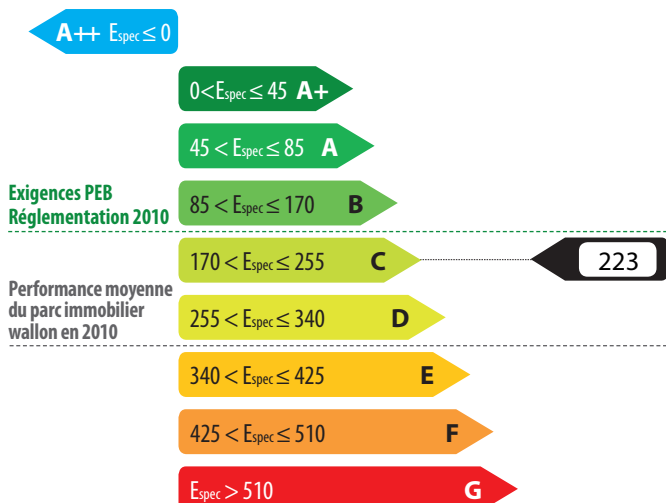 A++ Espec ≤ 0
0 < Espec ≤ 45 A+
45 < Espec ≤ 85 A
Exigences PEB
Réglementation 2010
85 < Espec ≤ 170 B
170 < Espec ≤ 255 C
223
Performance moyenne
du parc immobilier
wallon en 2010
255 < Espec ≤ 340 D
340 < Espec ≤ 425 E
425 < Espec ≤ 510 F
Espec > 510 G